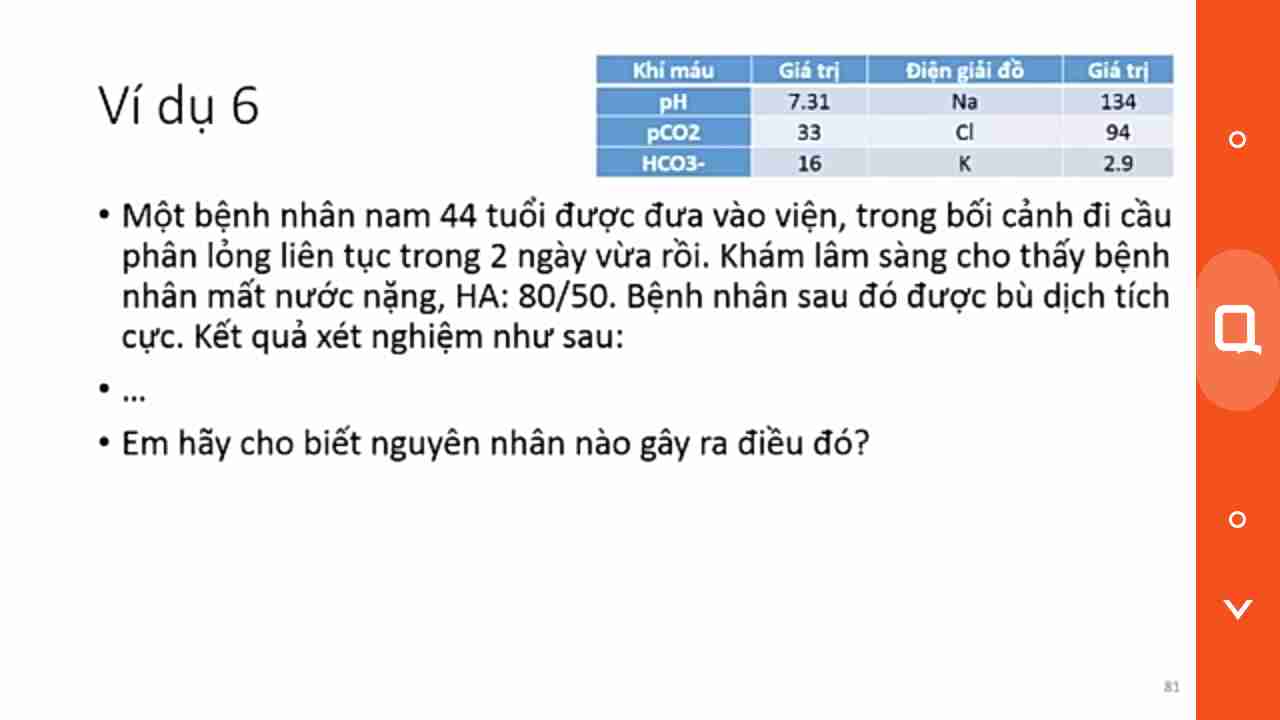 Ví dụ 6
Khí máu Giá trị Điện giải đồ Giá trị
pH 7.31 Na 134
pCO2 33 Cl 94
HCO3- 16 K 2.9
• Một bệnh nhân nam 44 tuổi được đưa vào viện, trong bối cảnh đi cầu
phân lỏng liên tục trong 2 ngày vừa rồi. Khám lâm sàng cho thấy bệnh
nhân mất nước nặng, HA: 80/50. Bệnh nhân sau đó được bù dịch tích
cực. Kết quả xét nghiệm như sau:
• ...
• Em hãy cho biết nguyên nhân nào gây ra điều đó?
81